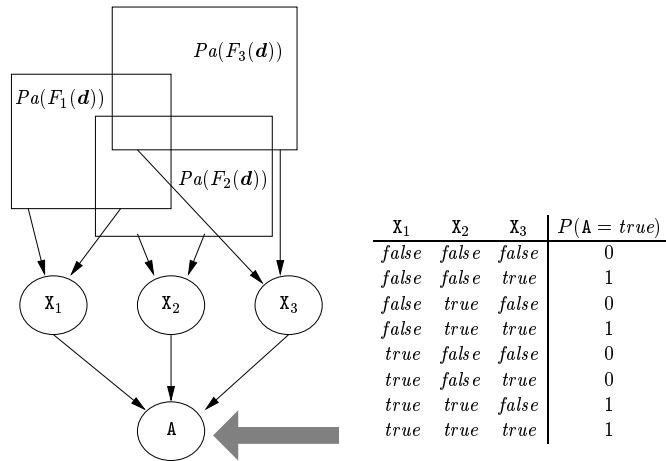 Pa(F₃(d))
Pa(F₁(d))
Pa(F₂(d))
X₁ X₂ X₃
A
X₁ X₂ X₃ P(A = true)
false false false 0
false false true 1
false true false 0
false true true 1
true false false 0
true false true 0
true true false 1
true true true 1